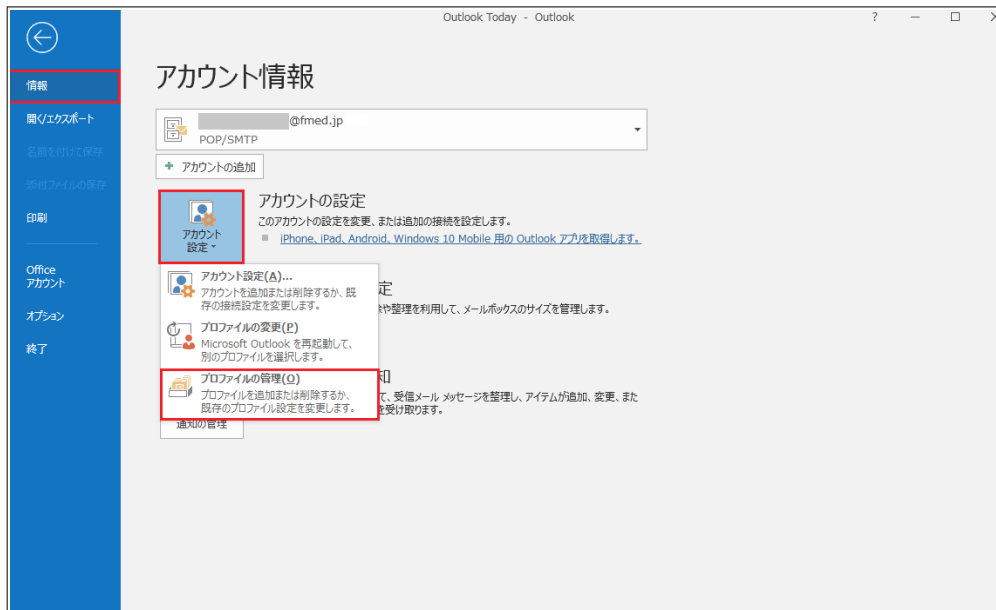 Outlook Today - Outlook
?
情報
開く/エクスポート
名前を付けて保存
添付ファイルの保存
印刷
Office
アカウント
オプション
終了
アカウント情報
@fmed.jp
POP/SMTP
アカウントの追加
アカウント
設定
アカウントの設定
このアカウントの設定を変更、または追加の接続を設定します。
iPhone、iPad、Android、Windows 10 Mobile 用の Outlook アプリを取得します。
アカウント設定(A)...
アカウントを追加または削除するか、既
存の接続設定を変更します。
プロファイルの変更(P)
Microsoft Outlook を再起動して、
別のプロファイルを選択します。
プロファイルの管理(O)
プロファイルを追加または削除するか、
既存のプロファイル設定を変更します。
定
や整理を利用して、メールボックスのサイズを管理します。
知
て、受信メール メッセージを整理し、アイテムが追加、変更、また
を受け取ります。
通知の管理